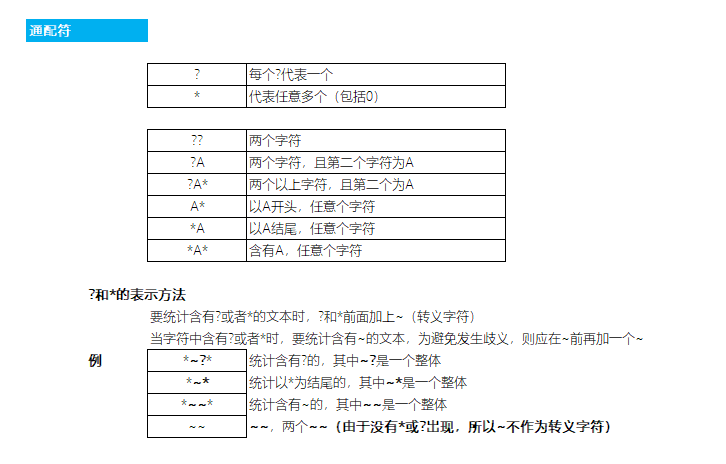 通配符
? 每个?代表一个
* 代表任意多个（包括0）
?? 两个字符
?A 两个字符，且第二个字符为A
?A* 两个以上字符，且第二个为A
A* 以A开头，任意个字符
*A 以A结尾，任意个字符
*A* 含有A，任意个字符
?和*的表示方法
要统计含有?或者*的文本时，?和*前面加上~（转义字符）
当字符中含有?或者*时，要统计含有~的文本，为避免发生歧义，则应在~前再加一个~
例 *~?* 统计含有?的，其中~?是一个整体
*~* 统计以*为结尾的，其中~*是一个整体
*~~* 统计含有~的，其中~~是一个整体
~~ ~~，两个~~（由于没有*或?出现，所以~不作为转义字符）